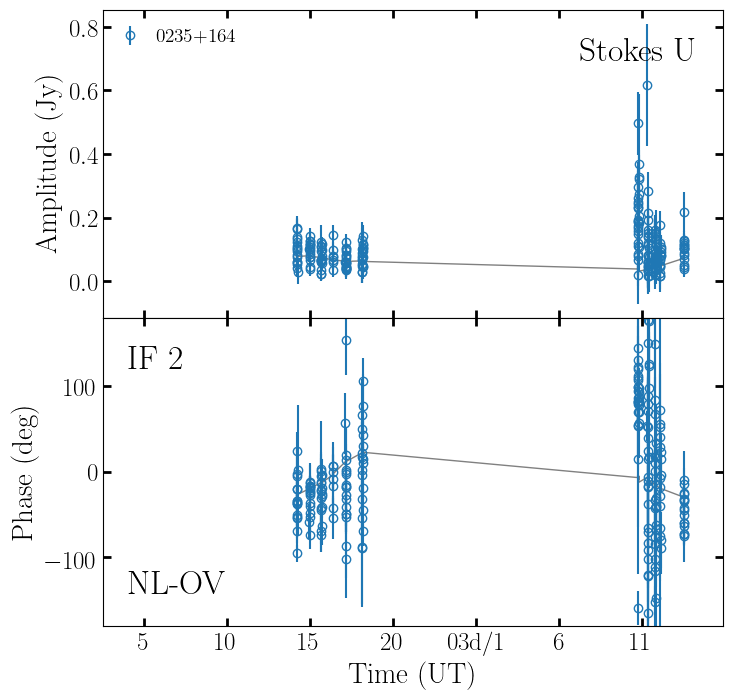 0235+164
Stokes U
0.8
0.6
0.4
0.2
0.0
Amplitude (Jy)
IF 2
100
0
−100
Phase (deg)
NL-OV
5 10 15 20 03d/1 6 11
Time (UT)